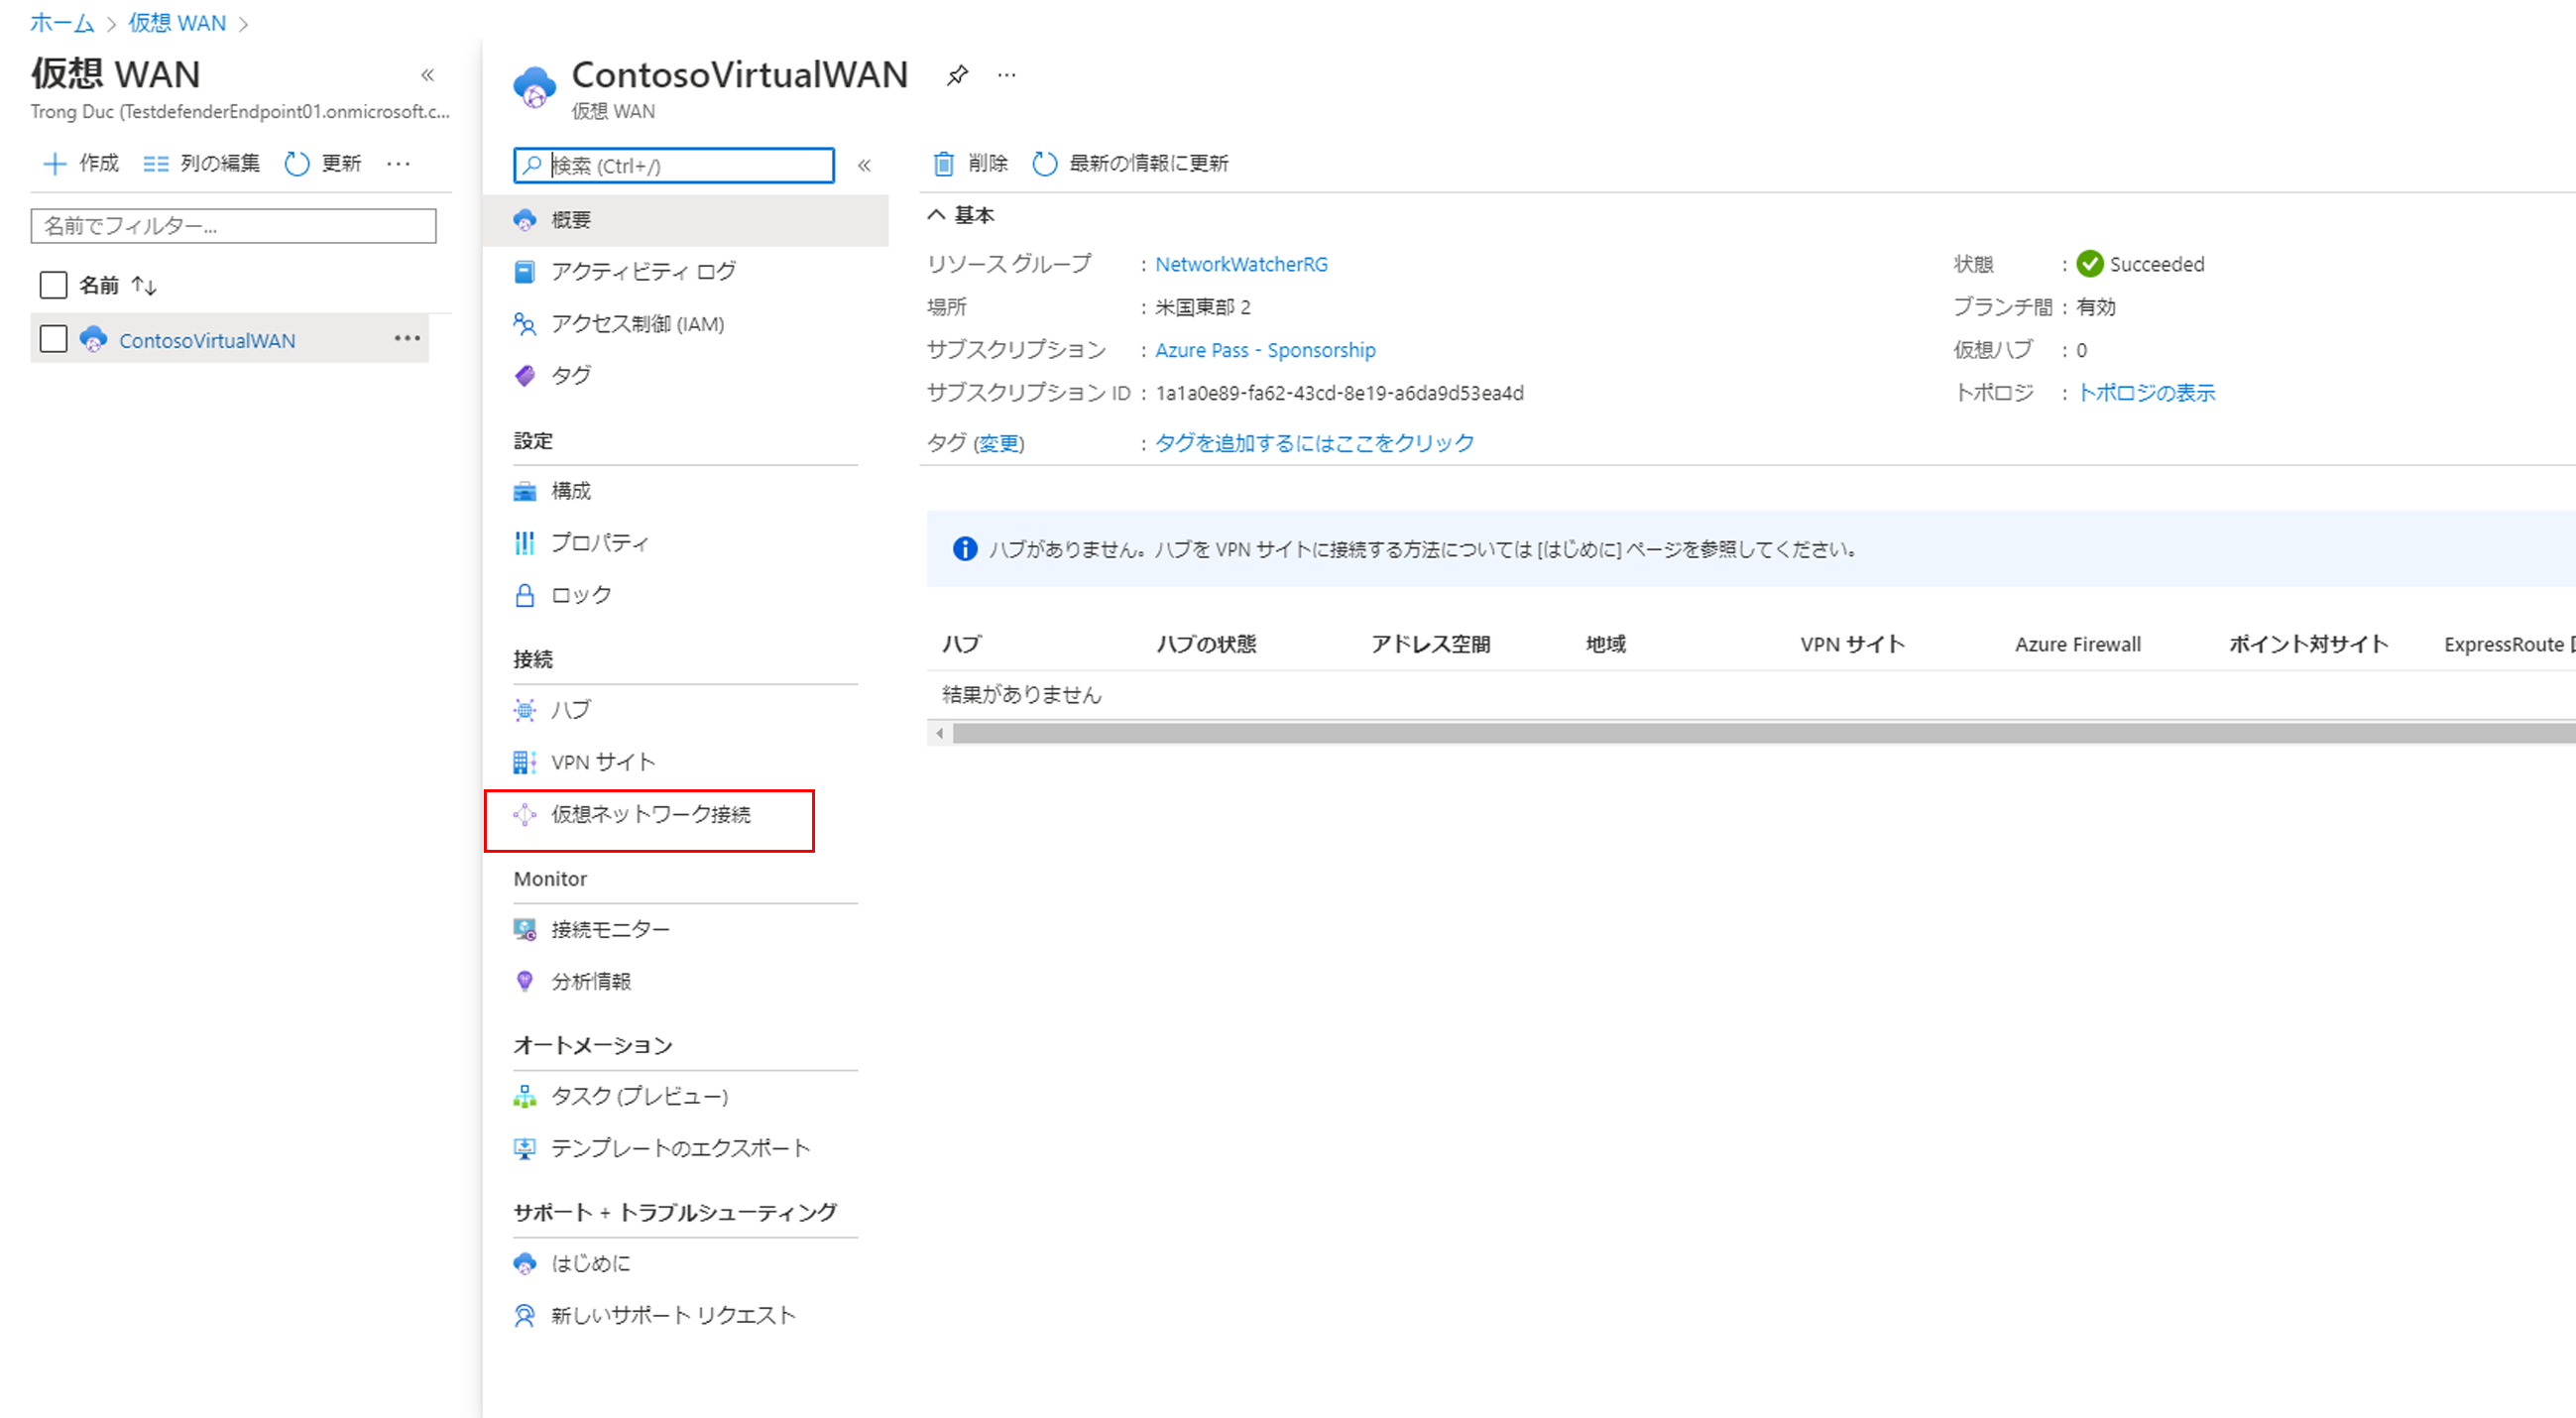 ホーム > 仮想 WAN >
仮想 WAN
«
Trong Duc (TestdefenderEndpoint01.onmicrosoft.c...
+ 作成 列の編集 更新 ...
名前でフィルター...
名前 ↑↓
ContosoVirtualWAN ...
ContosoVirtualWAN ...
仮想 WAN
検索 (Ctrl+/) «
概要
アクティビティ ログ
アクセス制御 (IAM)
タグ
設定
構成
プロパティ
ロック
接続
ハブ
VPN サイト
仮想ネットワーク接続
Monitor
接続モニター
分析情報
オートメーション
タスク (プレビュー)
テンプレートのエクスポート
サポート + トラブルシューティング
はじめに
新しいサポート リクエスト
削除 最新の情報に更新
基本
リソース グループ : NetworkWatcherRG
場所 : 米国東部 2
サブスクリプション : Azure Pass - Sponsorship
サブスクリプション ID : 1a1a0e89-fa62-43cd-8e19-a6da9d53ea4d
タグ (変更) : タグを追加するにはここをクリック
状態 : Succeeded
ブランチ間 : 有効
仮想ハブ : 0
トポロジ : トポロジの表示
ハブがありません。ハブを VPN サイトに接続する方法については [はじめに] ページを参照してください。
ハブ ハブの状態 アドレス空間 地域 VPN サイト Azure Firewall ポイント対サイト ExpressRoute
結果がありません